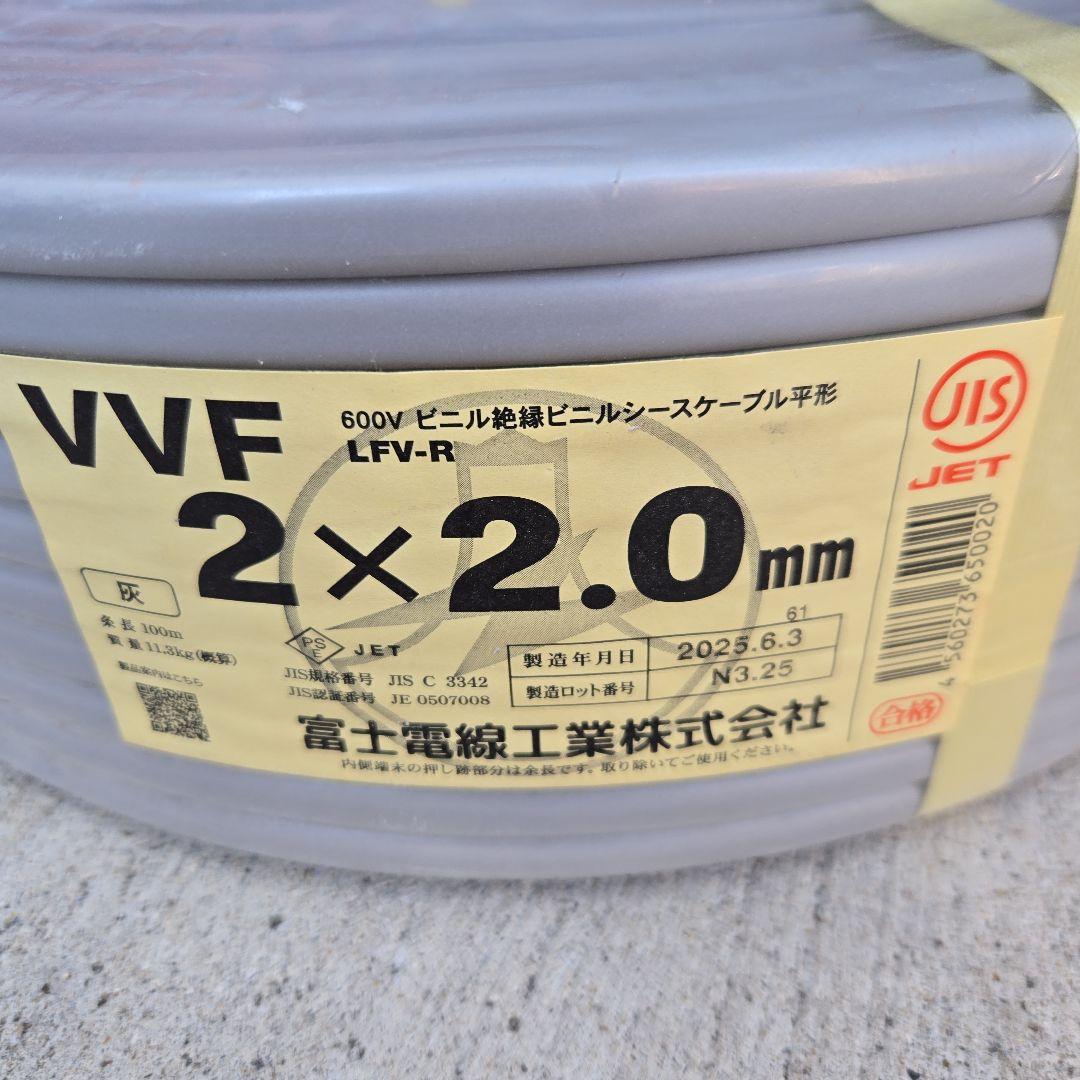 VVF
600V ビニル絶縁ビニルシースケーブル平形
LFV-R
2×2.0mm
灰
条長 100m
質量 11.3kg(概算)
製品案内はこちら
PS
E
JET
JIS規格番号 JIS C 3342
JIS認証番号 JE 0507008
61
製造年月日 2025.6.3
製造ロット番号 N3.25
富士電線工業株式会社
内側端末の押し跡部分は余長です。取り除いてご使用ください。
JIS
JET
4560273650020
合格